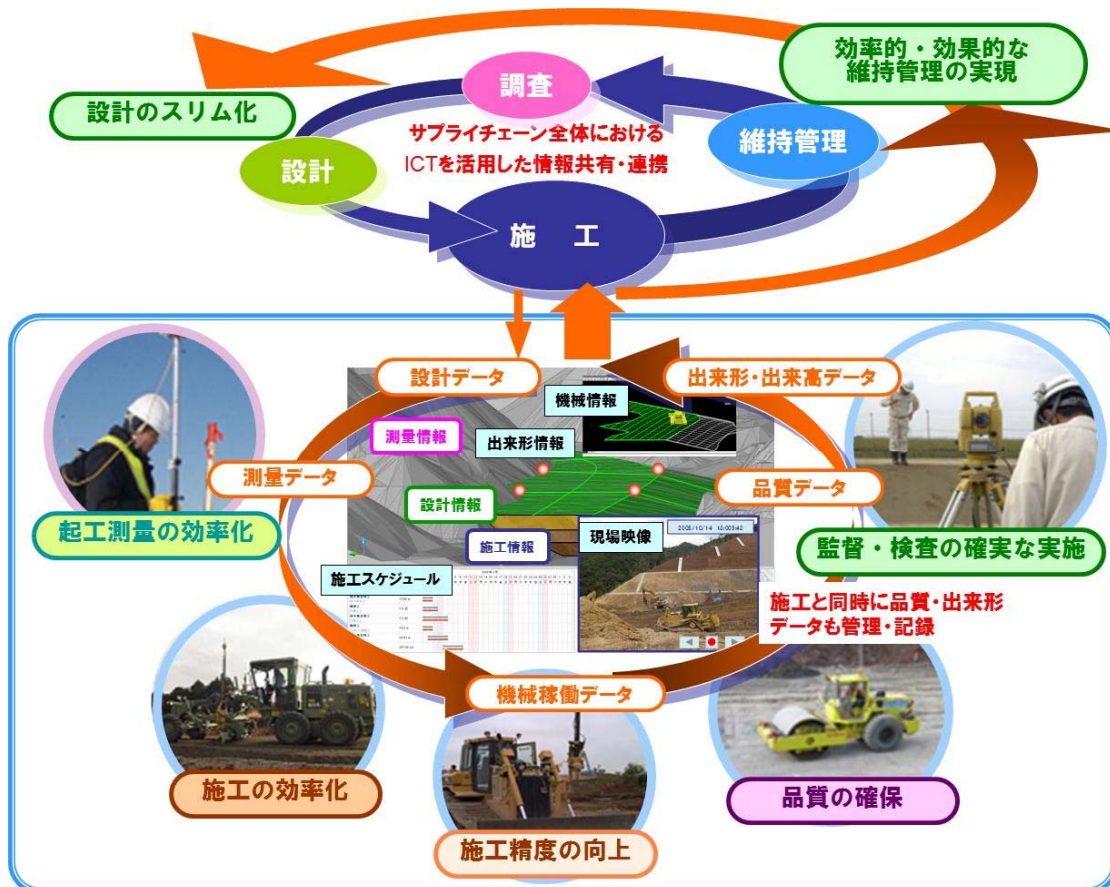 効率的・効果的な
維持管理の実現
調査
設計のスリム化
サプライチェーン全体における
ICTを活用した情報共有・連携
維持管理
設計
施 工
設計データ
出来形・出来高データ
機械情報
測量情報
出来形情報
測量データ
品質データ
設計情報
起工測量の効率化
施工情報
現場映像
監督・検査の確実な実施
施工スケジュール
施工と同時に品質・出来形
データも管理・記録
機械稼働データ
施工の効率化
品質の確保
施工精度の向上